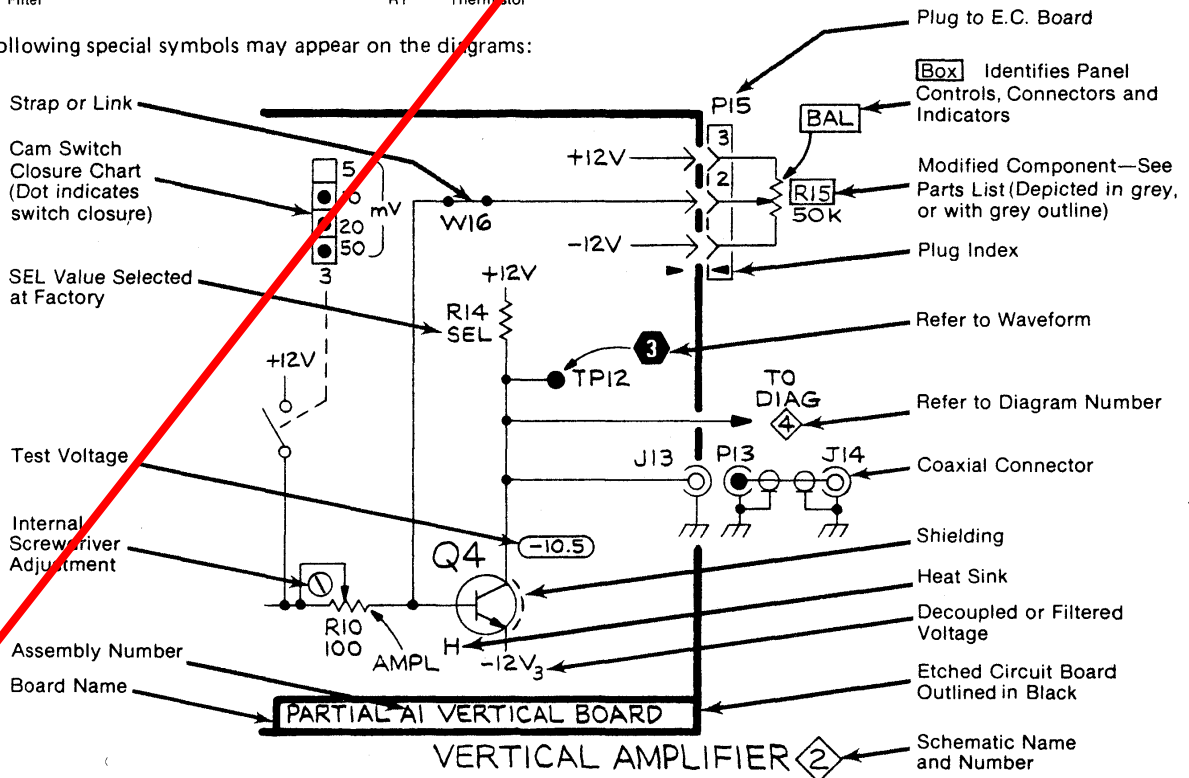 Filter
RT Thermistor
ollowing special symbols may appear on the diagrams:
Strap or Link
Cam Switch
Closure Chart
(Dot indicates
switch closure)
SEL Value Selected
at Factory
Test Voltage
Internal
Screwdriver
Adjustment
Assembly Number
Board Name
5
10
20
50
mV
3
+12V
W16
+12V
-12V
+12V
R14
SEL
3
TP12
P15
3
2
BAL
R15
50K
TO
DIAG
4
J13
P13
J14
-10.5
Q4
R10
100
AMPL
H
-12V3
PARTIAL A1 VERTICAL BOARD
VERTICAL AMPLIFIER 2
Plug to E.C. Board
Box Identifies Panel
Controls, Connectors and
Indicators
Modified Component—See
Parts List (Depicted in grey,
or with grey outline)
Plug Index
Refer to Waveform
Refer to Diagram Number
Coaxial Connector
Shielding
Heat Sink
Decoupled or Filtered
Voltage
Etched Circuit Board
Outlined in Black
Schematic Name
and Number